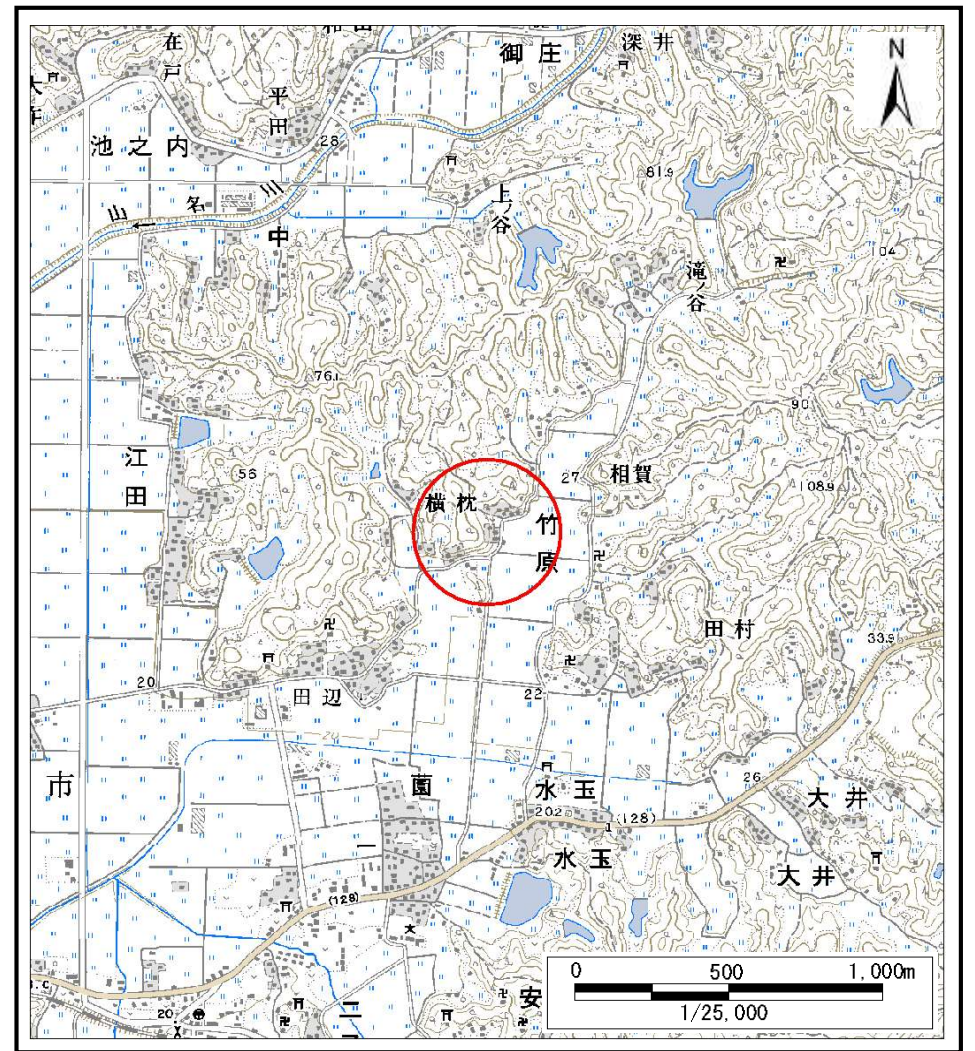 在戸
御庄
深井
N
平田
28
池之内
81.9
山名川
上ノ谷
中
滝ノ谷
104
76.1
90
江田
56
横枕
27
相賀
108.9
竹原
田村
33.9
20
田辺
22
市
薗
水玉
26
大井
20.2
(128)
水玉
大井
(128)
20
安
0 500 1,000m
1/25,000